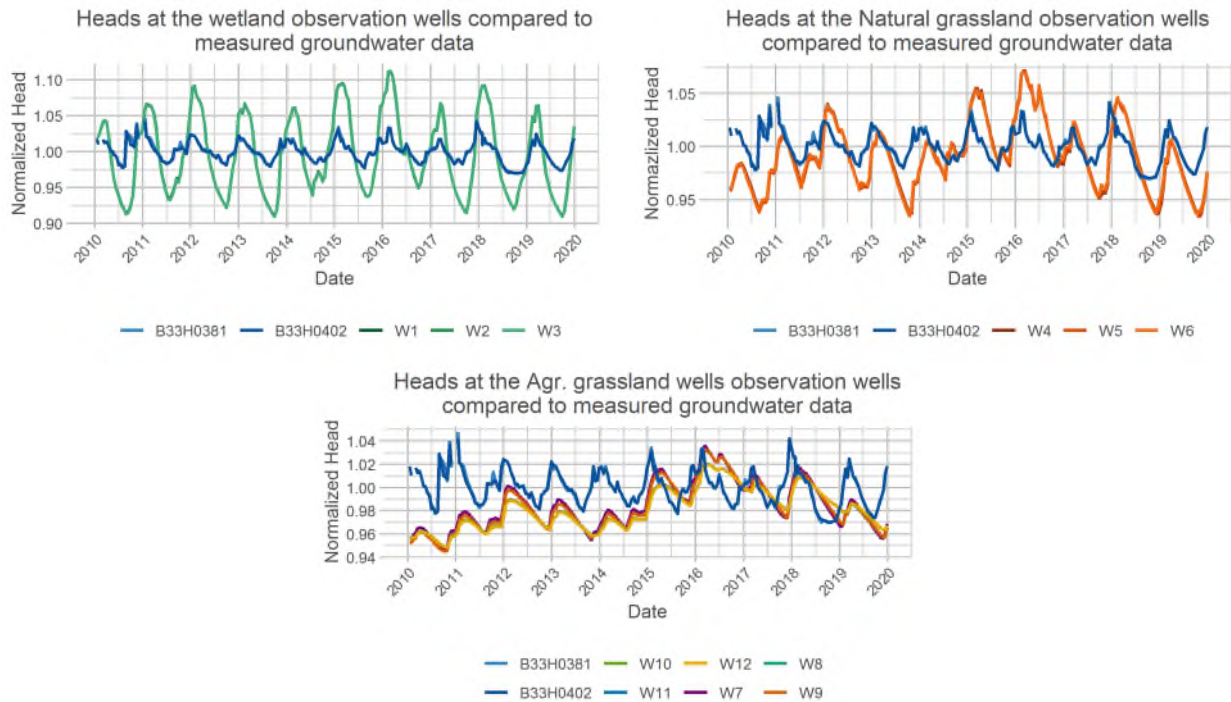 Heads at the wetland observation wells compared to
measured groundwater data
Normalized Head
1.10
1.05
1.00
0.95
0.90
2010 2011 2012 2013 2014 2015 2016 2017 2018 2019 2020
Date
B33H0381 B33H0402 W1 W2 W3
Heads at the Natural grassland observation wells
compared to measured groundwater data
Normazlized Head
1.05
1.00
0.95
2010 2011 2012 2013 2014 2015 2016 2017 2018 2019 2020
Date
B33H0381 B33H0402 W4 W5 W6
Heads at the Agr. grassland wells observation wells
compared to measured groundwater data
Normalized Head
1.04
1.02
1.00
0.98
0.96
0.94
2010 2011 2012 2013 2014 2015 2016 2017 2018 2019 2020
Date
B33H0381 W10 W12 W8
B33H0402 W11 W7 W9